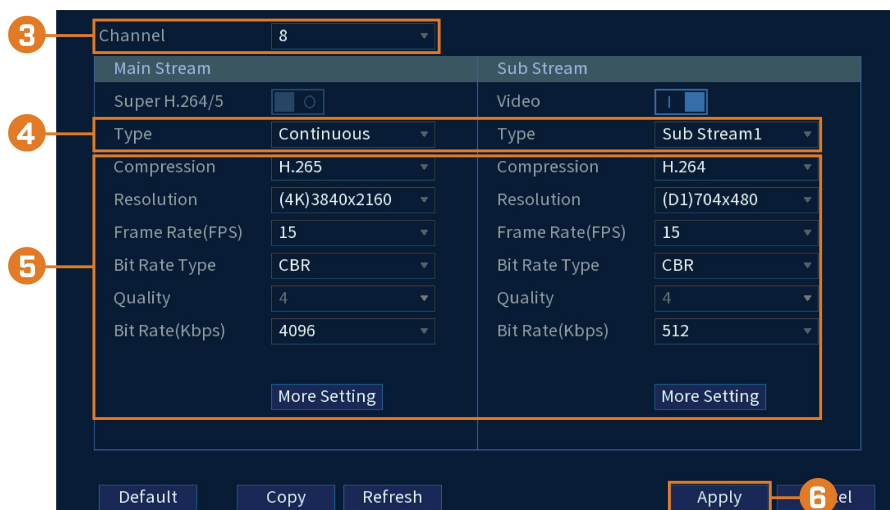 3 Channel 8
Main Stream Sub Stream
Super H.264/5 O Video I
4 Type Continuous Type Sub Stream1
Compression H.265 Compression H.264
Resolution (4K)3840x2160 Resolution (D1)704x480
Frame Rate(FPS) 15 Frame Rate(FPS) 15
5 Bit Rate Type CBR Bit Rate Type CBR
Quality 4 Quality 4
Bit Rate(Kbps) 4096 Bit Rate(Kbps) 512
More Setting More Setting
Default Copy Refresh Apply 6 el